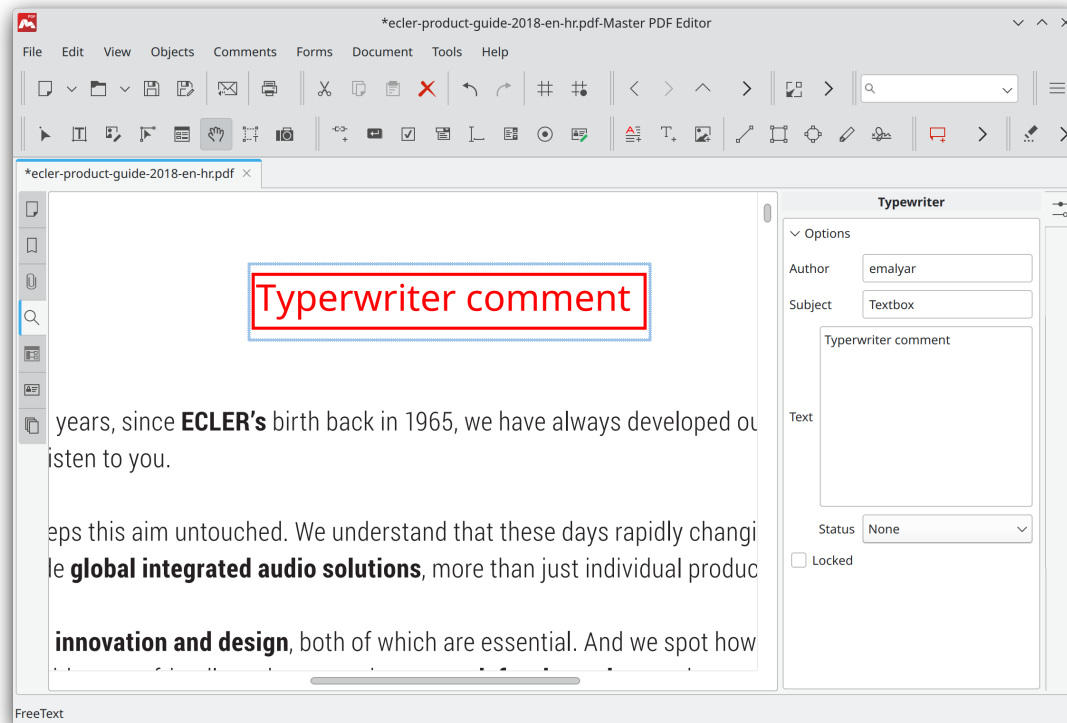 *ecler-product-guide-2018-en-hr.pdf-Master PDF Editor
File Edit View Objects Comments Forms Document Tools Help
*ecler-product-guide-2018-en-hr.pdf
Typewriter
Options
Author emalyar
Subject Textbox
Text Typerwriter comment
Status None
Locked
Typerwriter comment
years, since ECLER's birth back in 1965, we have always developed ou
isten to you.
eps this aim untouched. We understand that these days rapidly changi
le global integrated audio solutions, more than just individual produc
innovation and design, both of which are essential. And we spot how
FreeText